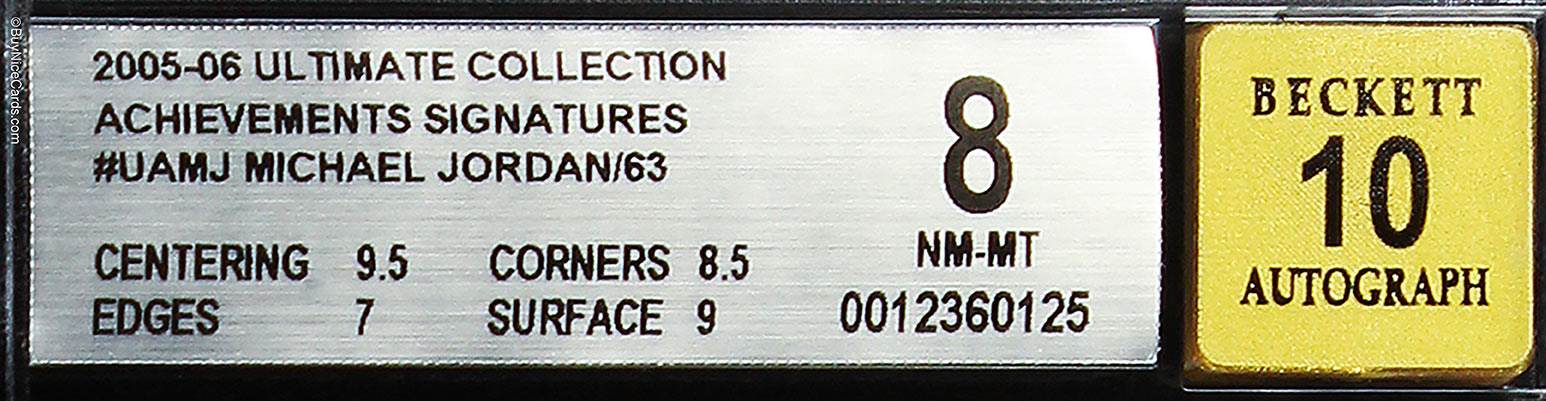 ©BuyNiceCards.com
2005-06 ULTIMATE COLLECTION
ACHIEVEMENTS SIGNATURES
#UAMJ MICHAEL JORDAN/63
CENTERING 9.5 CORNERS 8.5
EDGES 7 SURFACE 9
8
NM-MT
0012360125
BECKETT
10
AUTOGRAPH